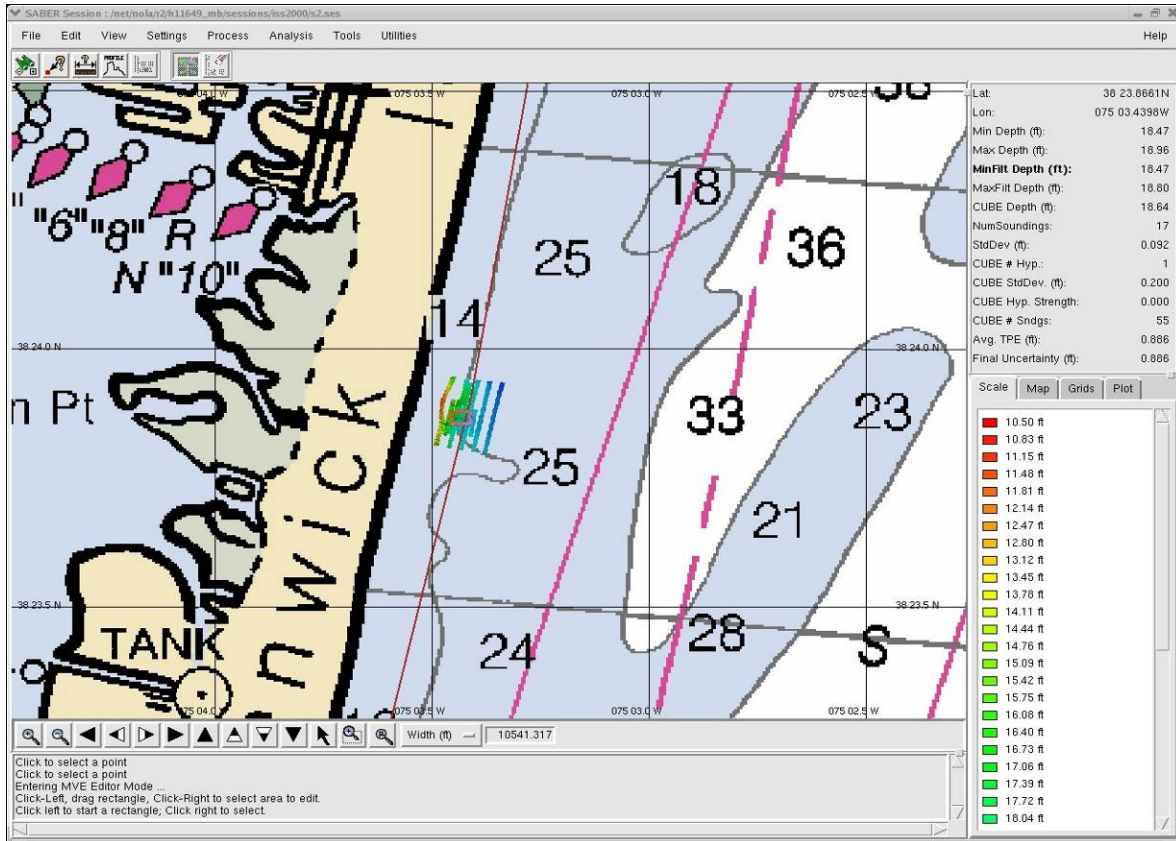 SABER Session : /net/nola/r2/h11649_mb/sessions/iss2000/s2.ses
File Edit View Settings Process Analysis Tools Utilities Help
PROFILE
075 03.5 W 075 03.0 W 075 02.5 W
18
"6" "8" R
N "10"
25
36
14
38 24.0 N 38 24.0 N
n Pt
33
23
25
21
nwick
38 23.5 N 38 23.5 N
TANK
24
28
S
075 04.0 W 075 03.5 W 075 03.0 W 075 02.5 W
Lat: 38 23.8661N
Lon: 075 03.4398W
Min Depth (ft): 18.47
Max Depth (ft): 18.96
MinFilt Depth (ft): 18.47
MaxFilt Depth (ft): 18.80
CUBE Depth (ft): 18.64
NumSoundings: 17
StdDev (ft): 0.092
CUBE # Hyp.: 1
CUBE StdDev. (ft): 0.200
CUBE Hyp. Strength: 0.000
CUBE # Sndgs: 55
Avg. TPE (ft): 0.886
Final Uncertainty (ft): 0.886
Scale Map Grids Plot
10.50 ft
10.83 ft
11.15 ft
11.48 ft
11.81 ft
12.14 ft
12.47 ft
12.80 ft
13.12 ft
13.45 ft
13.78 ft
14.11 ft
14.44 ft
14.76 ft
15.09 ft
15.42 ft
15.75 ft
16.08 ft
16.40 ft
16.73 ft
17.06 ft
17.39 ft
17.72 ft
18.04 ft
Width (ft) 10541.317
Click to select a point
Click to select a point
Entering MVE Editor Mode ...
Click-Left, drag rectangle, Click-Right to select area to edit.
Click left to start a rectangle; Click right to select.